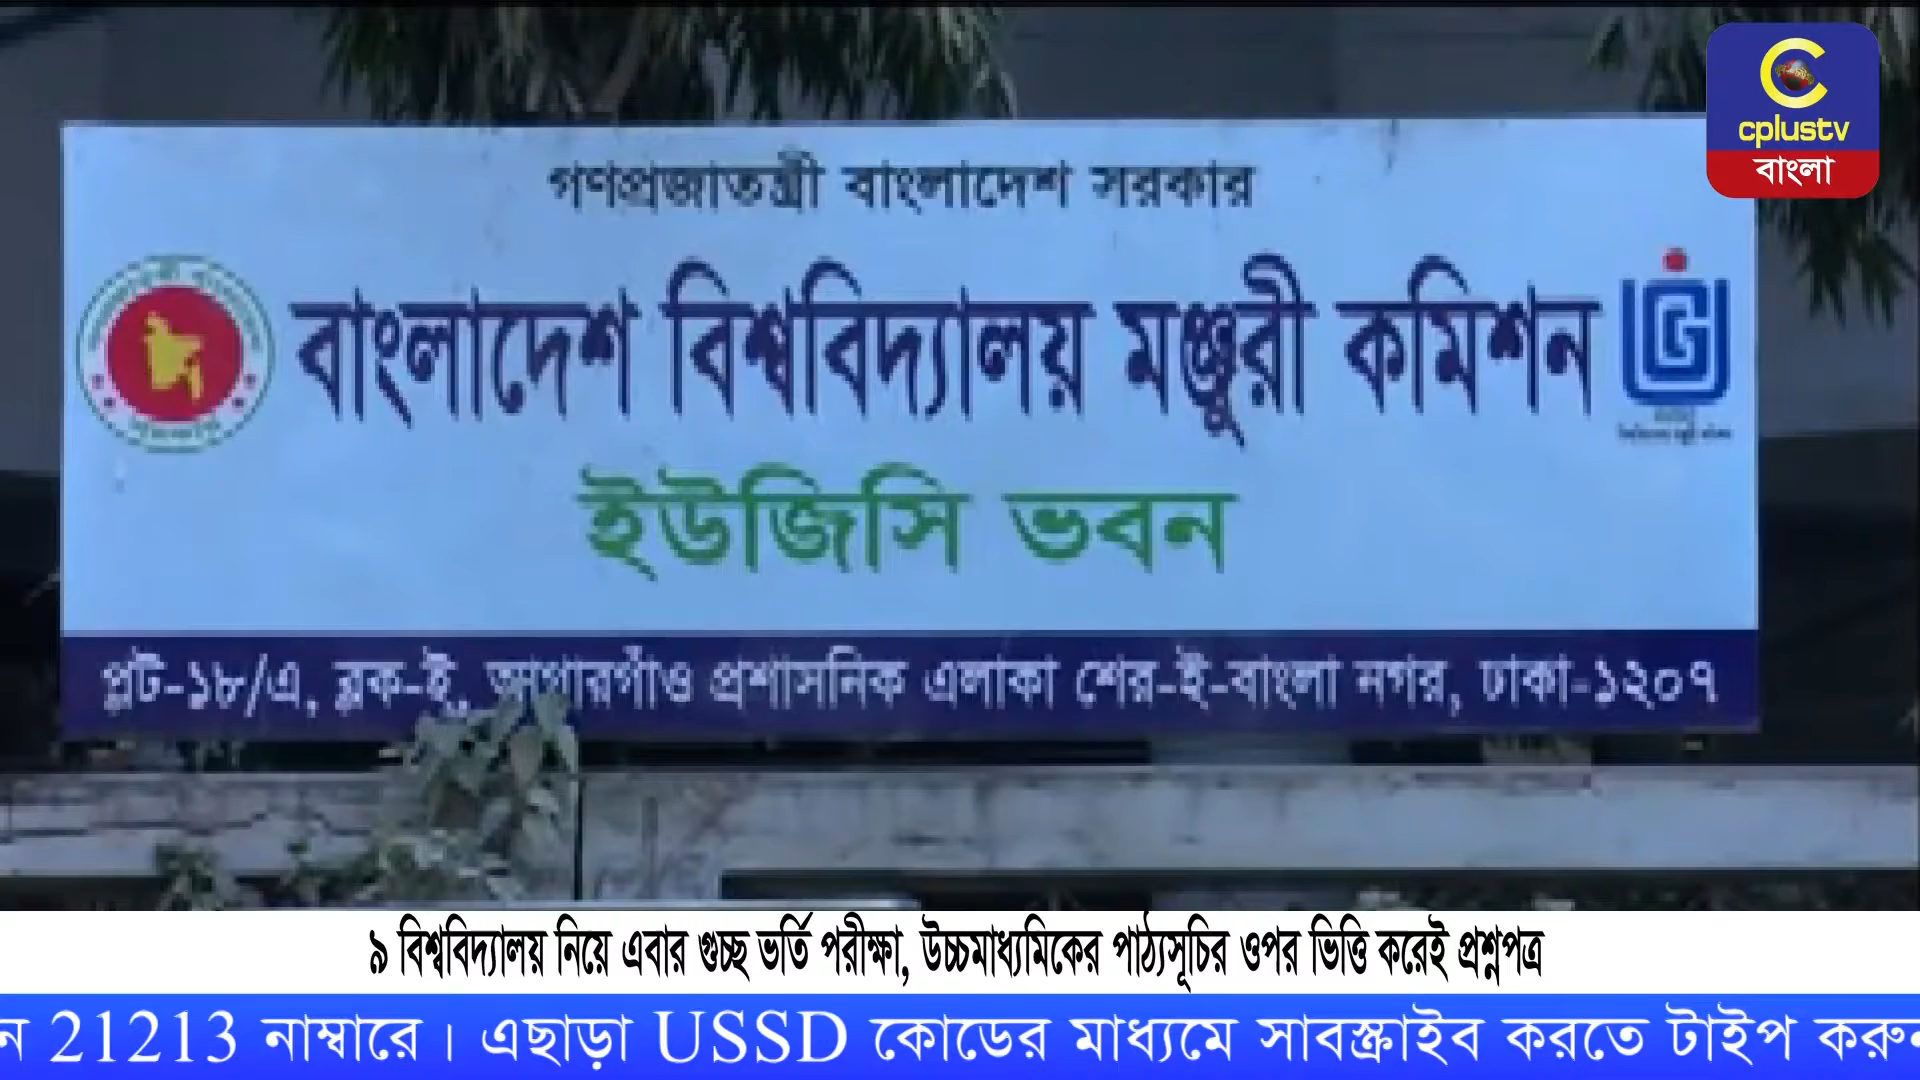 cplustv
বাংলা
গণপ্রজাতন্ত্রী বাংলাদেশ সরকার
বাংলাদেশ বিশ্ববিদ্যালয় মঞ্জুরী কমিশন
ইউজিসি ভবন
প্লট-১৮/এ, ব্লক-ই, আগারগাঁও প্রশাসনিক এলাকা শের-ই-বাংলা নগর, ঢাকা-১২০৭
৯ বিশ্ববিদ্যালয় নিয়ে এবার গুচ্ছ ভর্তি পরীক্ষা, উচ্চমাধ্যমিকের পাঠ্যসূচির ওপর ভিত্তি করেই প্রশ্নপত্র
ন 21213 নাম্বারে। এছাড়া USSD কোডের মাধ্যমে সাবস্ক্রাইব করতে টাইপ করুন